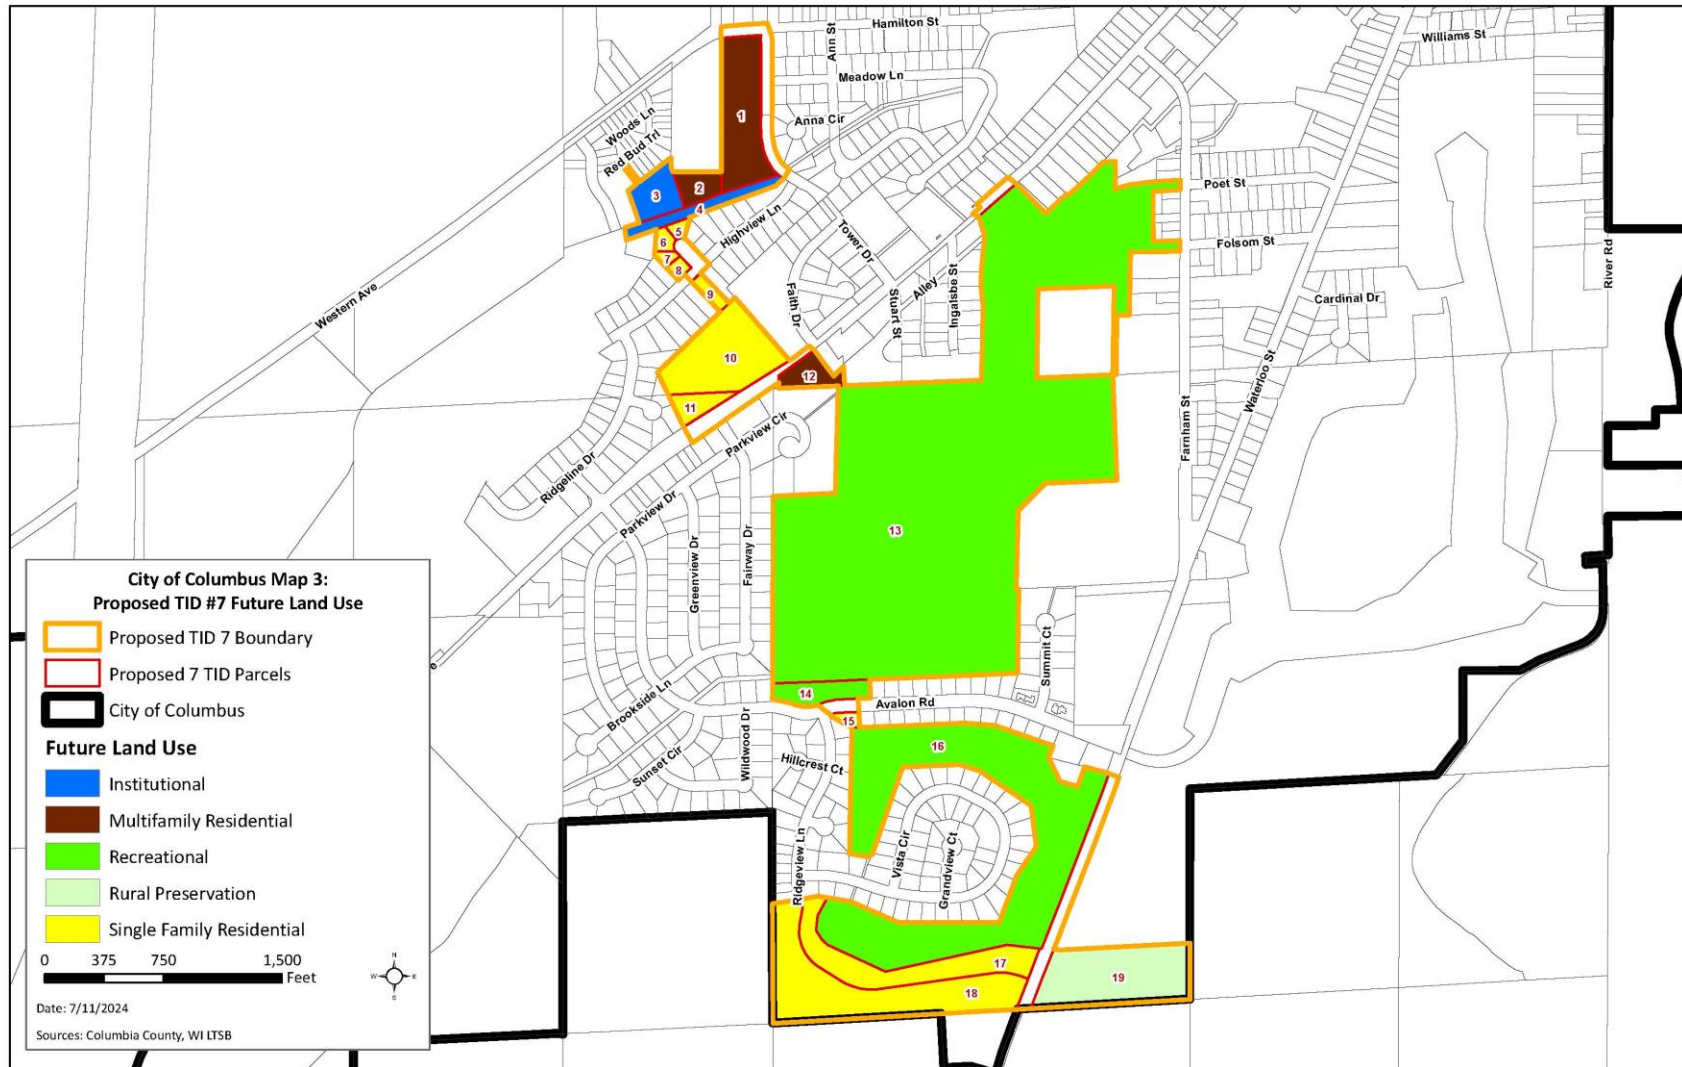 Hamilton St
Ann St
Williams St
Meadow Ln
Woods Ln
Anna Cir
Red Bud Trl
1
2
3
4
5
6
7
8
9
Highview Ln
Tower Dr
Poet St
Folsom St
River Rd
Western Ave
Faith Dr
Stuart St
Alley
Ingalsbe St
Cardinal Dr
10
11
12
Waterloo St
Farnham St
Parkview Cir
Ridgeline Dr
Parkview Dr
Greenview Dr
Fairway Dr
13
e
Brookside Ln
Sunset Cir
Wildwood Dr
14
15
Avalon Rd
Summit Ct
16
Hillcrest Ct
Ridgeview Ln
Vista Cir
Grandview Ct
17
18
19
City of Columbus Map 3:
Proposed TID #7 Future Land Use
Proposed TID 7 Boundary
Proposed 7 TID Parcels
City of Columbus
Future Land Use
Institutional
Multifamily Residential
Recreational
Rural Preservation
Single Family Residential
0 375 750 1,500
Feet
N
W E
S
Date: 7/11/2024
Sources: Columbia County, WI LTSB